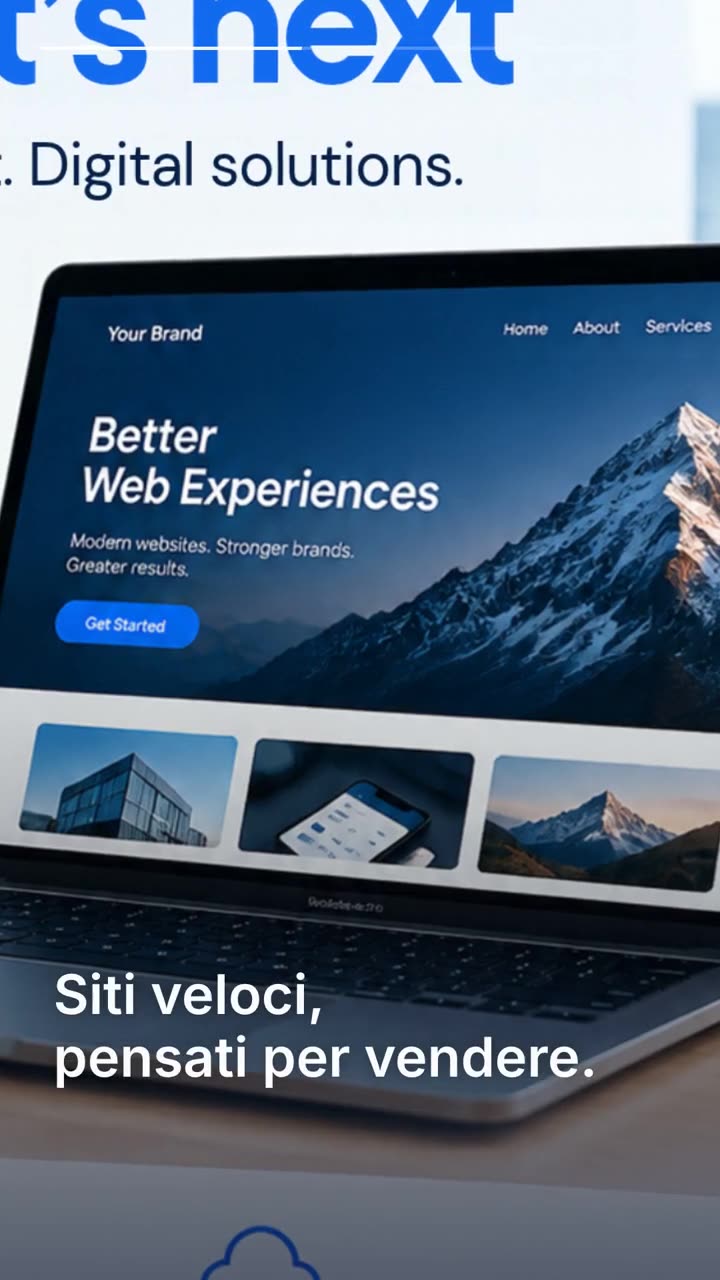 t's next
. Digital solutions.
Your Brand
Home About Services
Better
Web Experiences
Modern websites. Stronger brands.
Greater results.
Get Started
Siti veloci,
pensati per vendere.